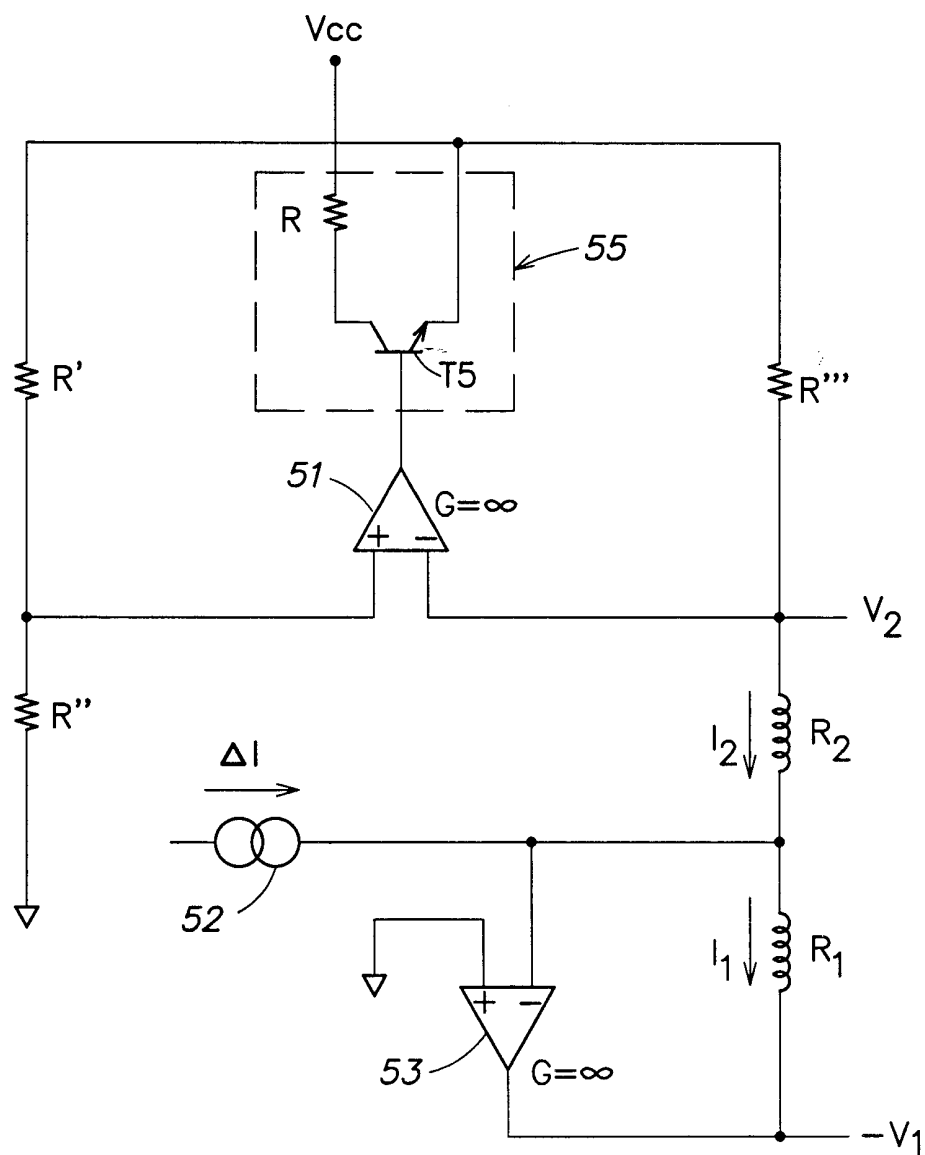 Vcc
R
55
T5
R'
R'''
51
G=∞
+ −
V2
R''
ΔI
I2
R2
52
I1
R1
+ −
53
G=∞
−V1